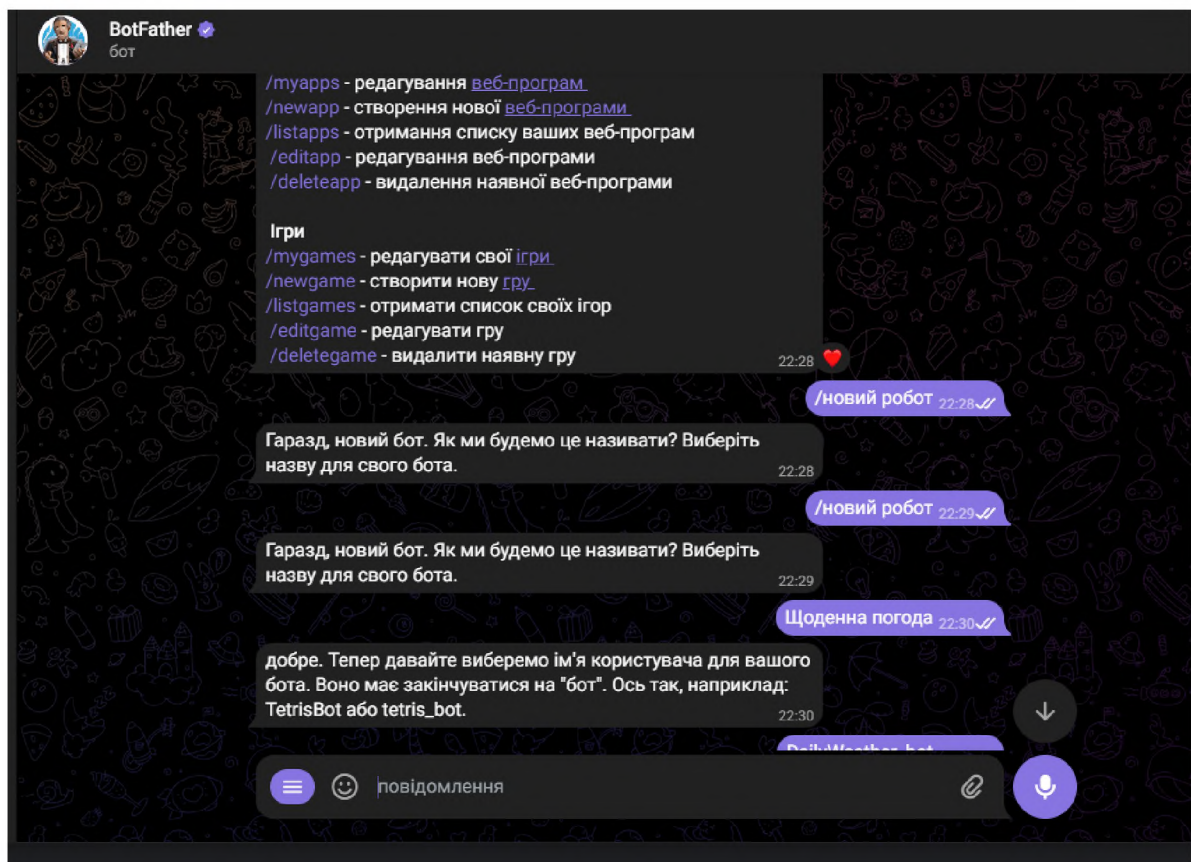 BotFather
бот
/myapps - редагування веб-програм
/newapp - створення нової веб-програми
/listapps - отримання списку ваших веб-програм
/editapp - редагування веб-програми
/deleteapp - видалення наявної веб-програми
Ігри
/mygames - редагувати свої ігри
/newgame - створити нову гру
/listgames - отримати список своїх ігор
/editgame - редагувати гру
/deletegame - видалити наявну гру
22:28
/новий робот 22:28
Гаразд, новий бот. Як ми будемо це називати? Виберіть
назву для свого бота.
22:28
/новий робот 22:29
Гаразд, новий бот. Як ми будемо це називати? Виберіть
назву для свого бота.
22:29
Щоденна погода 22:30
добре. Тепер давайте виберемо ім'я користувача для вашого
бота. Воно має закінчуватися на "бот". Ось так, наприклад:
TetrisBot або tetris_bot.
22:30
DailyWeather_bot
повідомлення